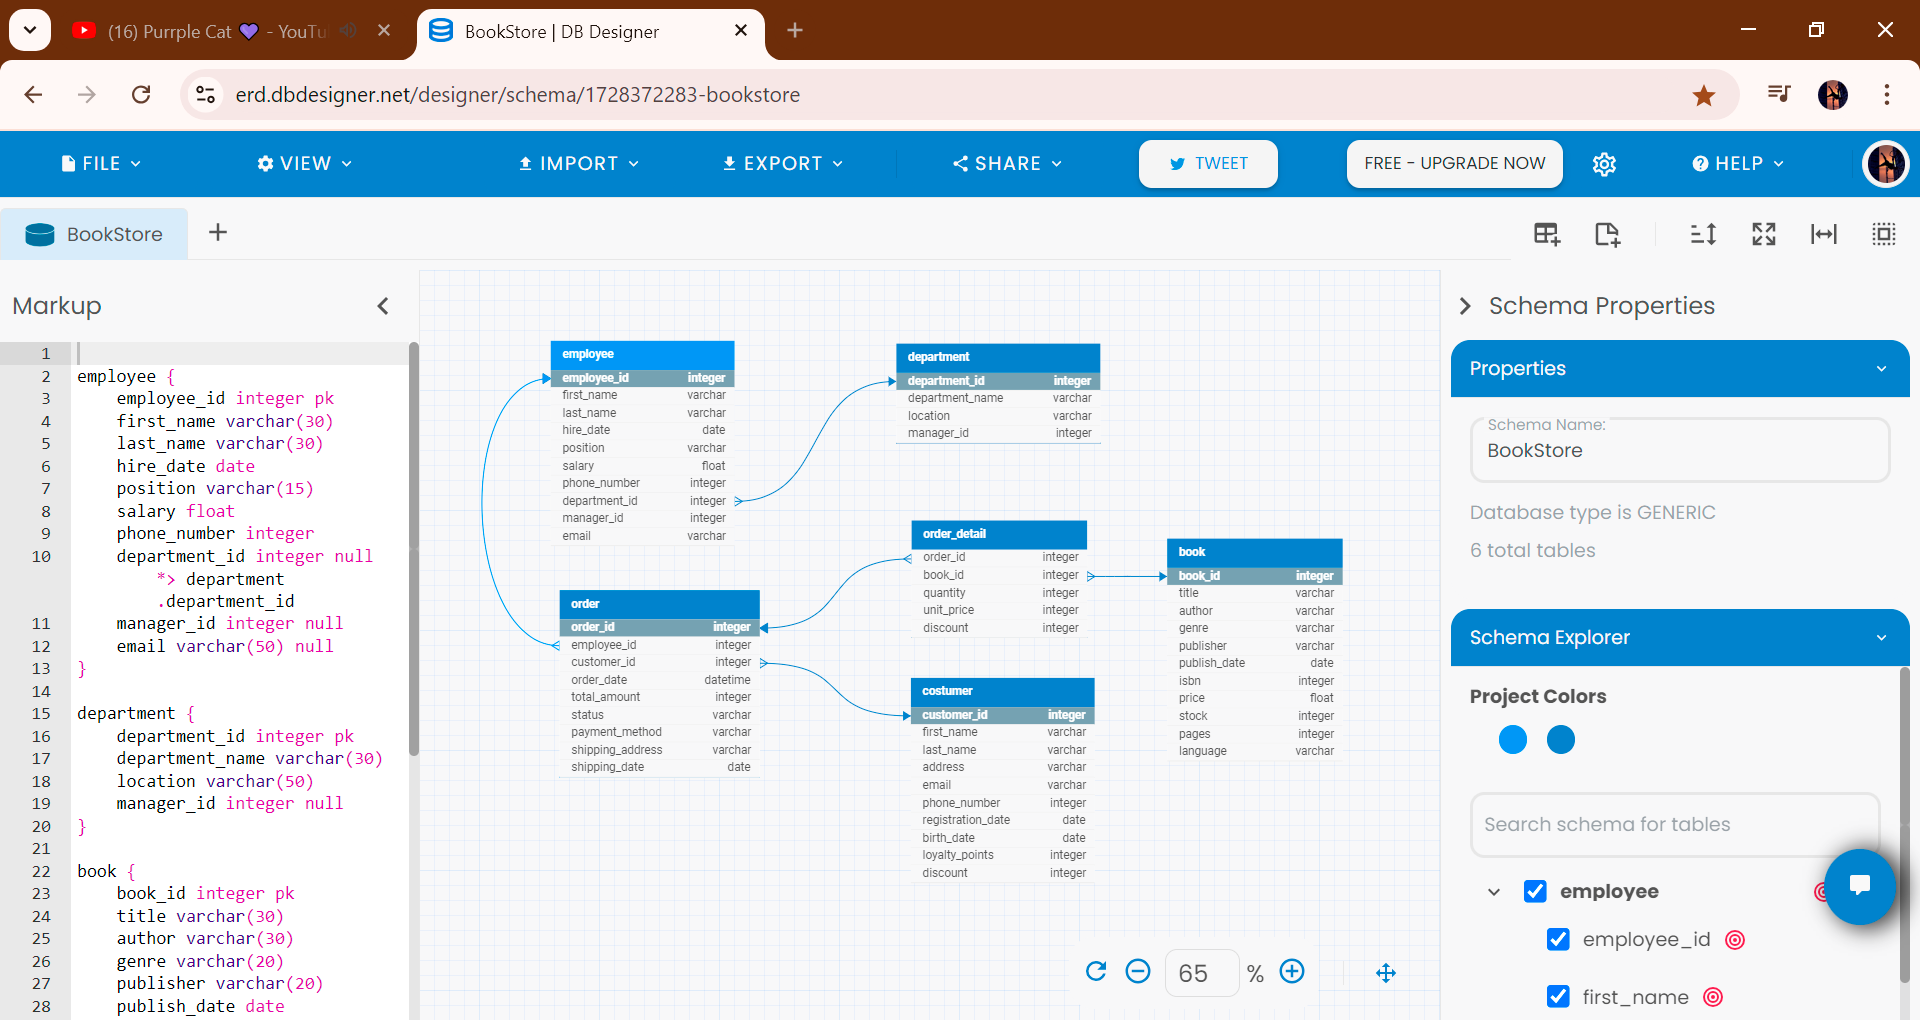 (16) Purrple Cat 💜 - YouTu
BookStore | DB Designer
erd.dbdesigner.net/designer/schema/1728372283-bookstore
FILE
VIEW
IMPORT
EXPORT
SHARE
TWEET
FREE - UPGRADE NOW
HELP
BookStore
Markup
1
2 employee {
3 employee_id integer pk
4 first_name varchar(30)
5 last_name varchar(30)
6 hire_date date
7 position varchar(15)
8 salary float
9 phone_number integer
10 department_id integer null
*> department
.department_id
11 manager_id integer null
12 email varchar(50) null
13 }
14
15 department {
16 department_id integer pk
17 department_name varchar(30)
18 location varchar(50)
19 manager_id integer null
20 }
21
22 book {
23 book_id integer pk
24 title varchar(30)
25 author varchar(30)
26 genre varchar(20)
27 publisher varchar(20)
28 publish_date date
employee
employee_id integer
first_name varchar
last_name varchar
hire_date date
position varchar
salary float
phone_number integer
department_id integer
manager_id integer
email varchar
department
department_id integer
department_name varchar
location varchar
manager_id integer
order_detail
order_id integer
book_id integer
quantity integer
unit_price integer
discount integer
book
book_id integer
title varchar
author varchar
genre varchar
publisher varchar
publish_date date
isbn integer
price float
stock integer
pages integer
language varchar
order
order_id integer
employee_id integer
customer_id integer
order_date datetime
total_amount integer
status varchar
payment_method varchar
shipping_address varchar
shipping_date date
costumer
customer_id integer
first_name varchar
last_name varchar
address varchar
email varchar
phone_number integer
registration_date date
birth_date date
loyalty_points integer
discount integer
65 %
Schema Properties
Properties
Schema Name:
BookStore
Database type is GENERIC
6 total tables
Schema Explorer
Project Colors
Search schema for tables
employee
employee_id
first_name